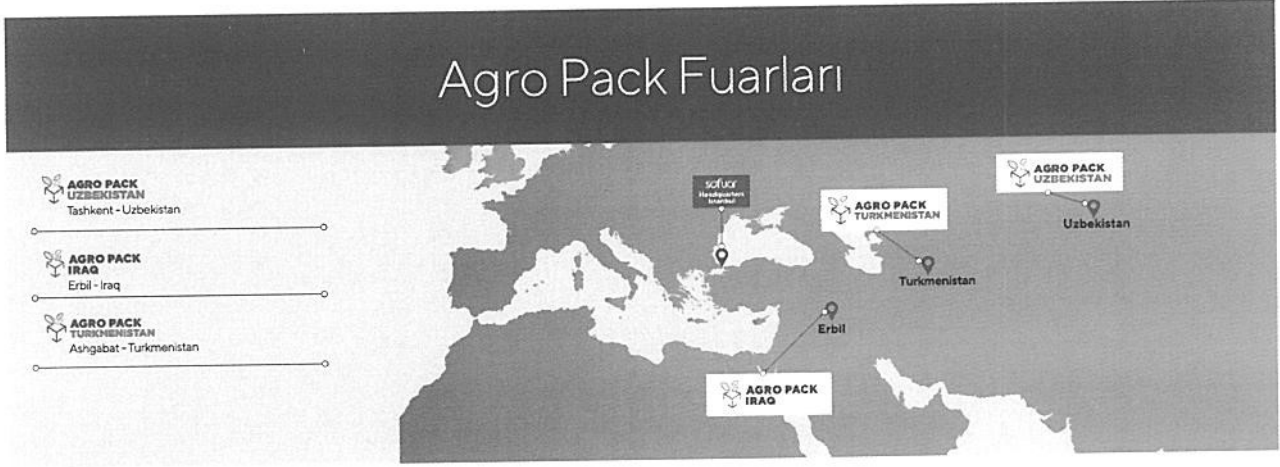 Agro Pack Fuarları
AGRO PACK
UZBEKISTAN
Tashkent - Uzbekistan
AGRO PACK
IRAQ
Erbil - Iraq
AGRO PACK
TURKMENISTAN
Ashgabat - Turkmenistan
sofuar
Headquarters
Istanbul
AGRO PACK
TURKMENISTAN
Turkmenistan
AGRO PACK
UZBEKISTAN
Uzbekistan
Erbil
AGRO PACK
IRAQ